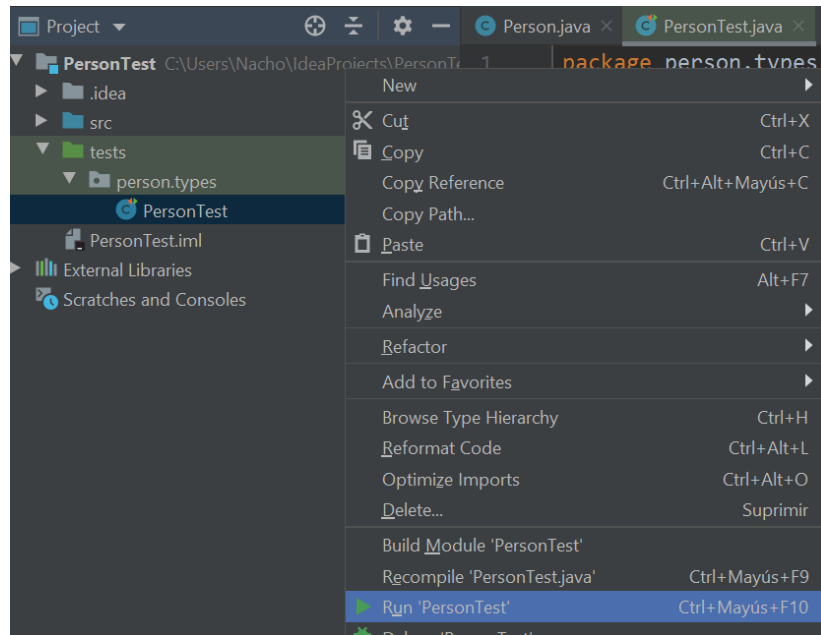 Project
Person.java
PersonTest.java
PersonTest C:\Users\Nacho\IdeaProjects\PersonTe
1 package person.types
.idea
src
tests
person.types
PersonTest
PersonTest.iml
External Libraries
Scratches and Consoles
New
Cut Ctrl+X
Copy Ctrl+C
Copy Reference Ctrl+Alt+Mayús+C
Copy Path...
Paste Ctrl+V
Find Usages Alt+F7
Analyze
Refactor
Add to Favorites
Browse Type Hierarchy Ctrl+H
Reformat Code Ctrl+Alt+L
Optimize Imports Ctrl+Alt+O
Delete... Suprimir
Build Module 'PersonTest'
Recompile 'PersonTest.java' Ctrl+Mayús+F9
Run 'PersonTest' Ctrl+Mayús+F10